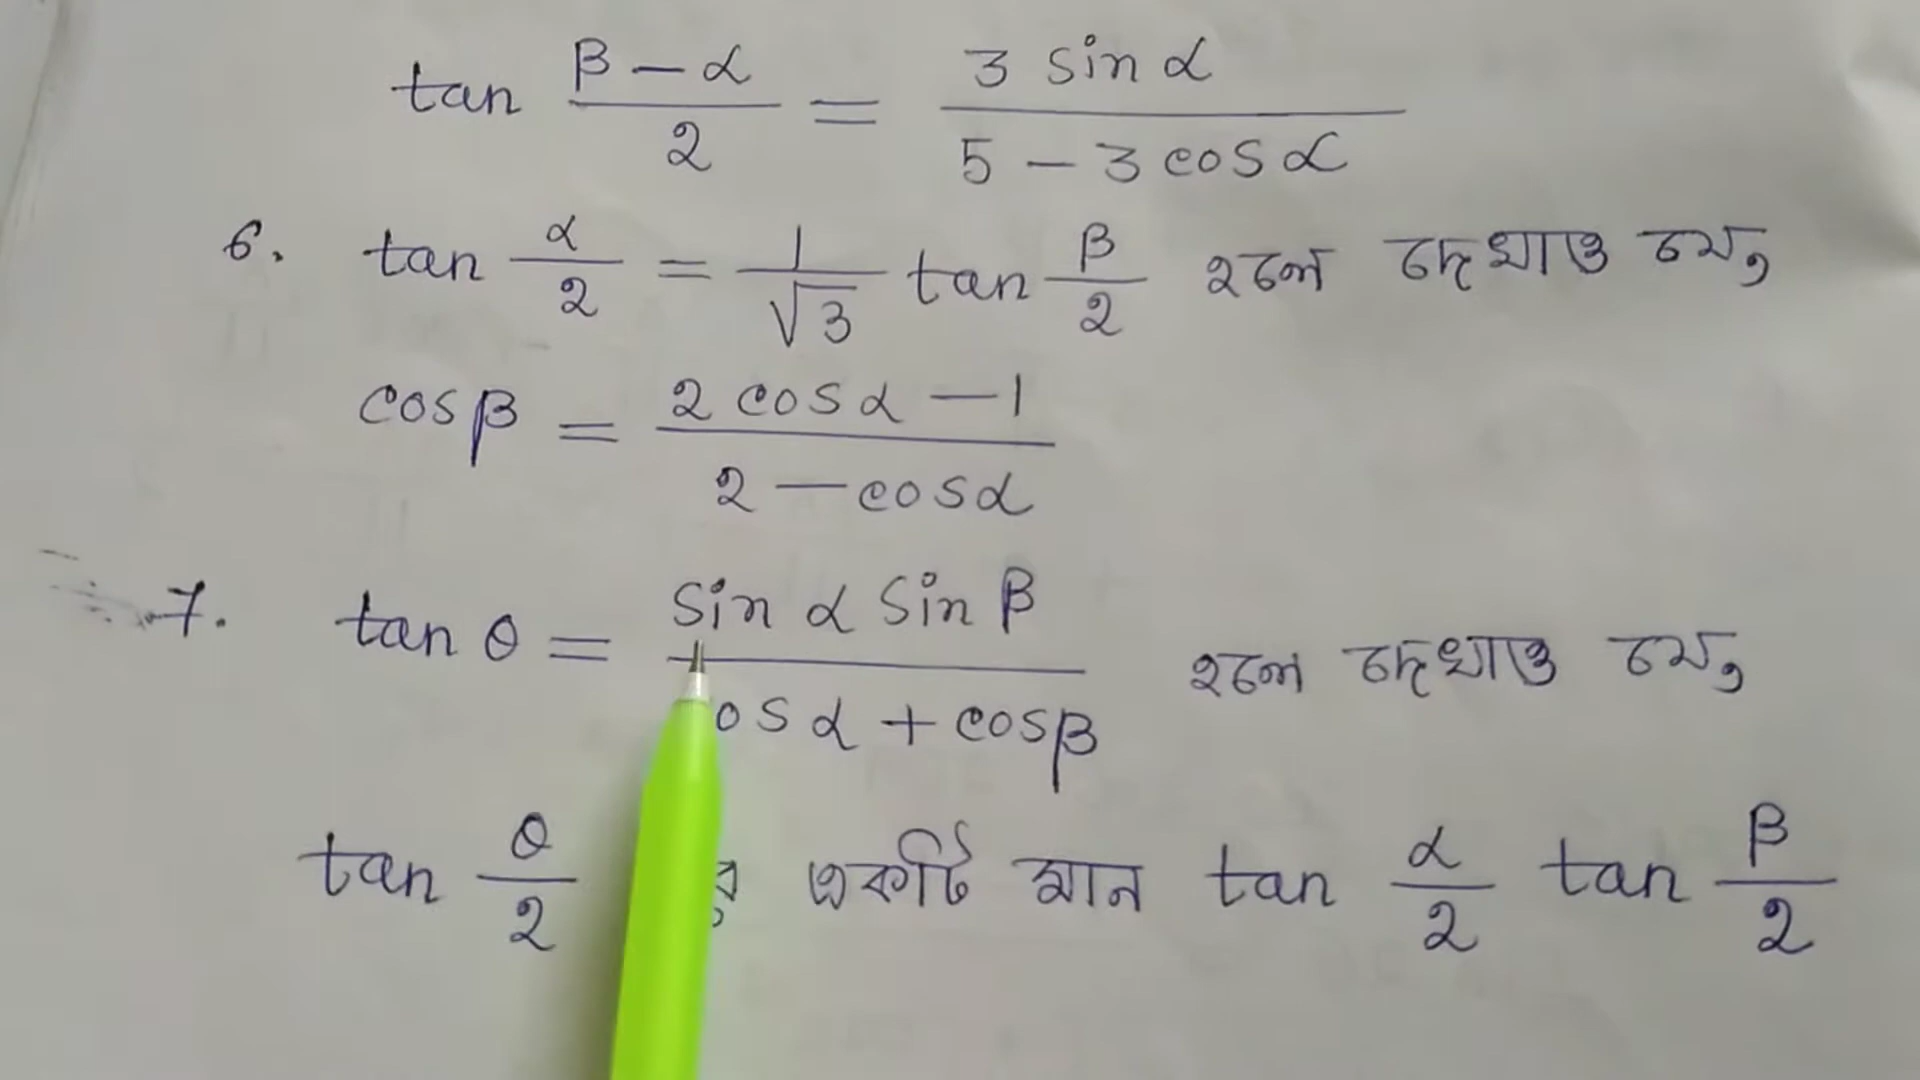 tan (β - α)/2 = (3 sin α)/(5 - 3 cos α)
6. tan α/2 = 1/√3 tan β/2 হলে দেখাও যে,
cos β = (2 cos α - 1)/(2 - cos α)
7. tan θ = (sin α sin β)/(cos α + cos β) হলে দেখাও যে,
tan θ/2 র একটি মান tan α/2 tan β/2